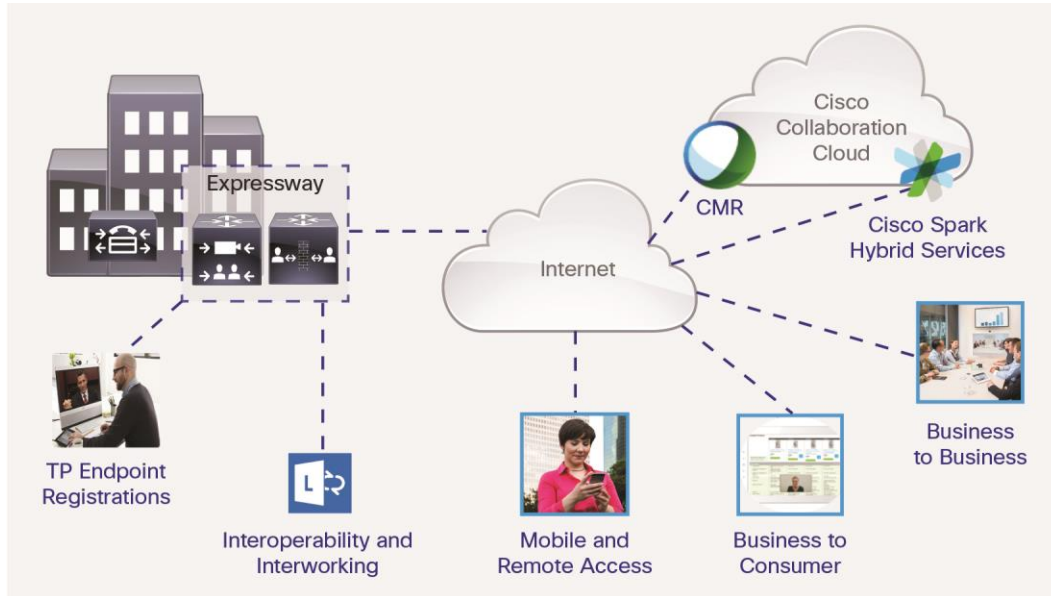 Expressway
Cisco
Collaboration
Cloud
CMR
Cisco Spark
Hybrid Services
Internet
TP Endpoint
Registrations
L
Interoperability and
Interworking
Mobile and
Remote Access
Business to
Consumer
Business
to Business